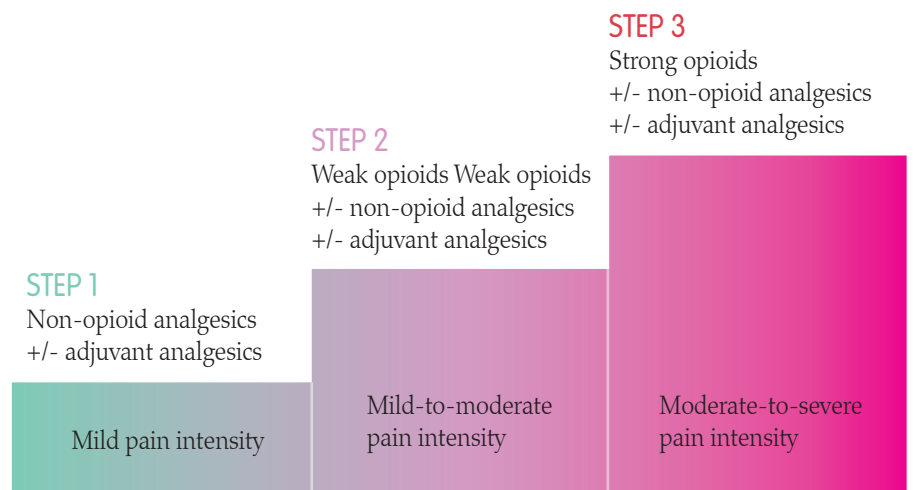 STEP 1
Non-opioid analgesics
+/- adjuvant analgesics
Mild pain intensity
STEP 2
Weak opioids Weak opioids
+/- non-opioid analgesics
+/- adjuvant analgesics
Mild-to-moderate
pain intensity
STEP 3
Strong opioids
+/- non-opioid analgesics
+/- adjuvant analgesics
Moderate-to-severe
pain intensity